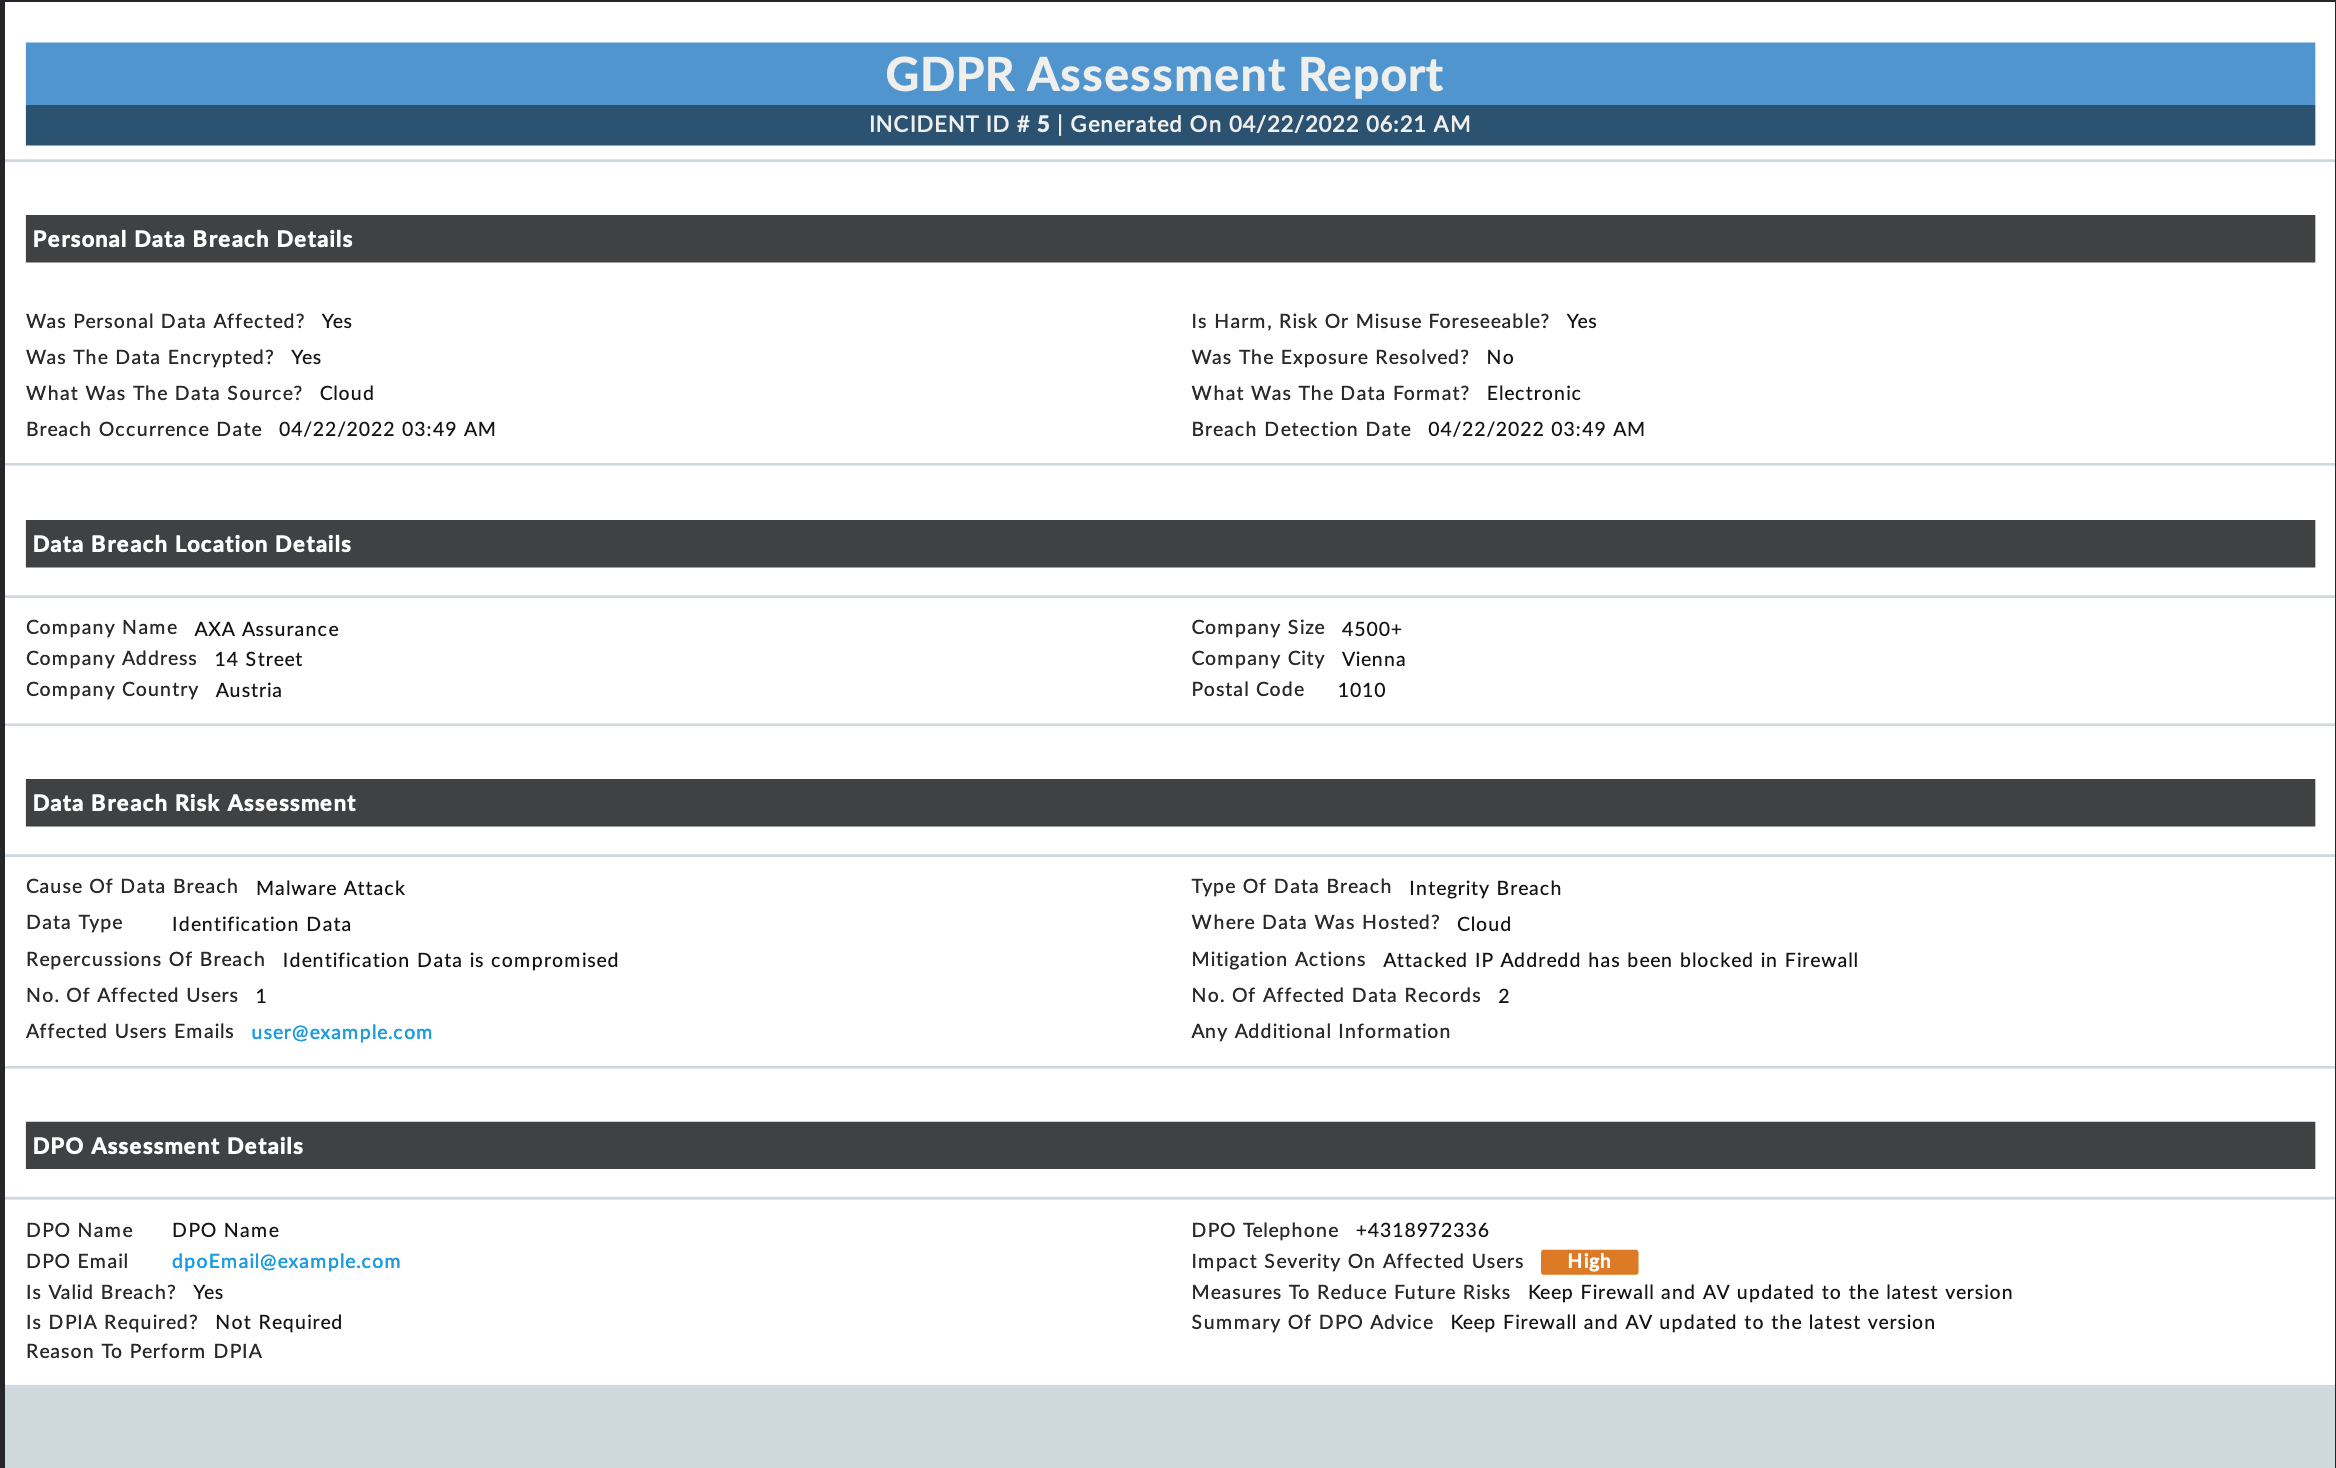 GDPR Assessment Report
INCIDENT ID # 5 | Generated On 04/22/2022 06:21 AM
Personal Data Breach Details
Was Personal Data Affected? Yes
Is Harm, Risk Or Misuse Foreseeable? Yes
Was The Data Encrypted? Yes
Was The Exposure Resolved? No
What Was The Data Source? Cloud
What Was The Data Format? Electronic
Breach Occurrence Date 04/22/2022 03:49 AM
Breach Detection Date 04/22/2022 03:49 AM
Data Breach Location Details
Company Name AXA Assurance
Company Size 4500+
Company Address 14 Street
Company City Vienna
Company Country Austria
Postal Code 1010
Data Breach Risk Assessment
Cause Of Data Breach Malware Attack
Type Of Data Breach Integrity Breach
Data Type Identification Data
Where Data Was Hosted? Cloud
Repercussions Of Breach Identification Data is compromised
Mitigation Actions Attacked IP Addredd has been blocked in Firewall
No. Of Affected Users 1
No. Of Affected Data Records 2
Affected Users Emails user@example.com
Any Additional Information
DPO Assessment Details
DPO Name DPO Name
DPO Telephone +4318972336
DPO Email dpoEmail@example.com
Impact Severity On Affected Users High
Is Valid Breach? Yes
Measures To Reduce Future Risks Keep Firewall and AV updated to the latest version
Is DPIA Required? Not Required
Summary Of DPO Advice Keep Firewall and AV updated to the latest version
Reason To Perform DPIA